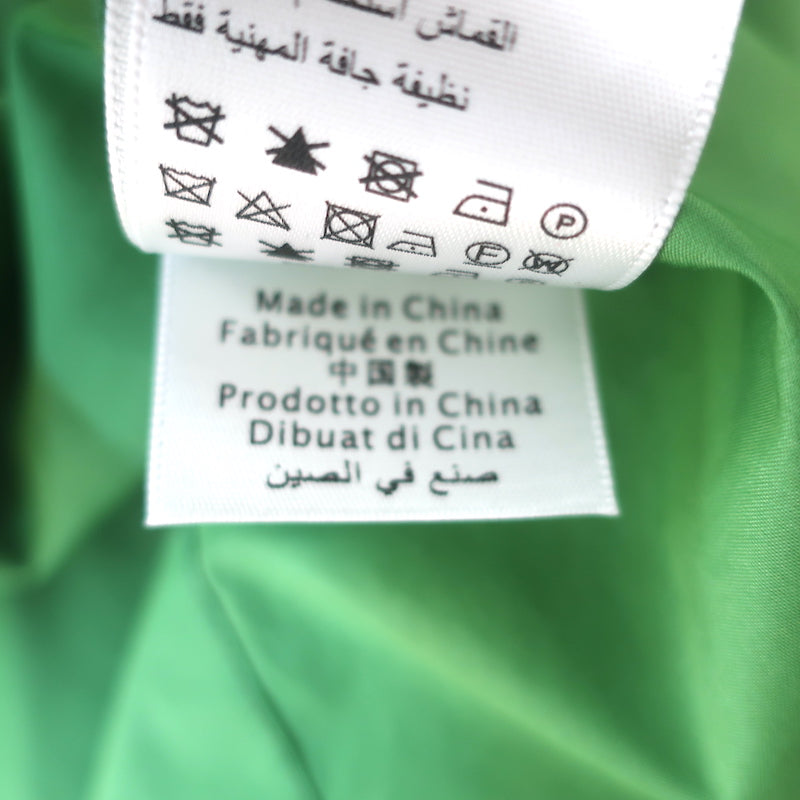 القماش
نظيفة جافة المهنية فقط
P
F W
Made in China
Fabriqué en Chine
中国製
Prodotto in China
Dibuat di Cina
صنع في الصين